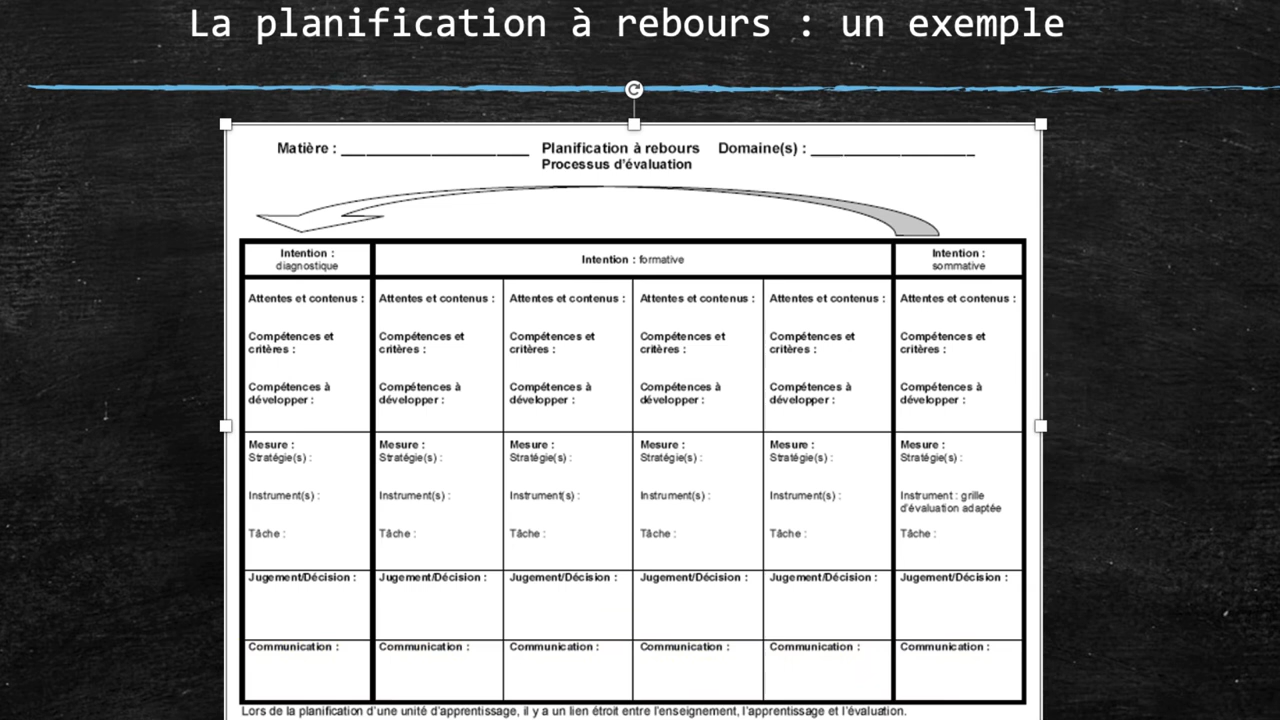 La planification à rebours : un exemple
Matière : ______________________ Planification à rebours Domaine(s) : ____________________
Processus d'évaluation
Intention : diagnostique
Intention : formative
Intention : sommative
Attentes et contenus : Attentes et contenus : Attentes et contenus : Attentes et contenus : Attentes et contenus : Attentes et contenus :
Compétences et Compétences et Compétences et Compétences et Compétences et Compétences et
critères : critères : critères : critères : critères : critères :
Compétences à Compétences à Compétences à Compétences à Compétences à Compétences à
développer : développer : développer : développer : développer : développer :
Mesure : Mesure : Mesure : Mesure : Mesure : Mesure :
Stratégie(s) : Stratégie(s) : Stratégie(s) : Stratégie(s) : Stratégie(s) : Stratégie(s) :
Instrument(s) : Instrument(s) : Instrument(s) : Instrument(s) : Instrument(s) : Instrument : grille
d'évaluation adaptée
Tâche : Tâche : Tâche : Tâche : Tâche : Tâche :
Jugement/Décision : Jugement/Décision : Jugement/Décision : Jugement/Décision : Jugement/Décision : Jugement/Décision :
Communication : Communication : Communication : Communication : Communication : Communication :
Lors de la planification d'une unité d'apprentissage, il y a un lien étroit entre l'enseignement, l'apprentissage et l'évaluation.